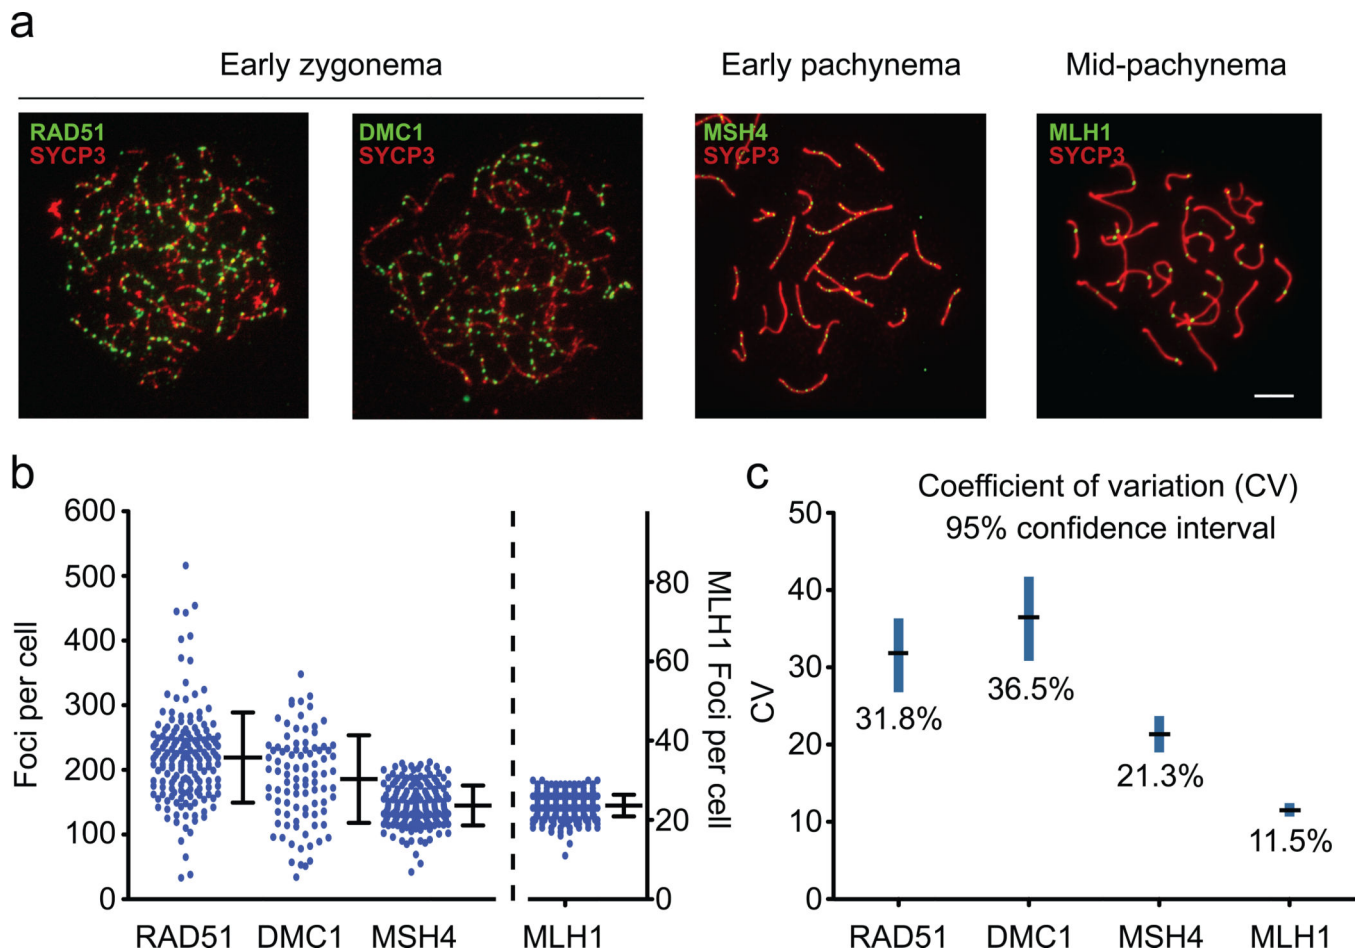 a
Early zygonema
Early pachynema
Mid-pachynema
RAD51
SYCP3
DMC1
SYCP3
MSH4
SYCP3
MLH1
SYCP3
b
Foci per cell
600
500
400
300
200
100
0
RAD51
DMC1
MSH4
MLH1
80
60
40
20
0
MLH1 Foci per cell
c
Coefficient of variation (CV)
95% confidence interval
CV
50
40
30
20
10
0
31.8%
36.5%
21.3%
11.5%
RAD51
DMC1
MSH4
MLH1